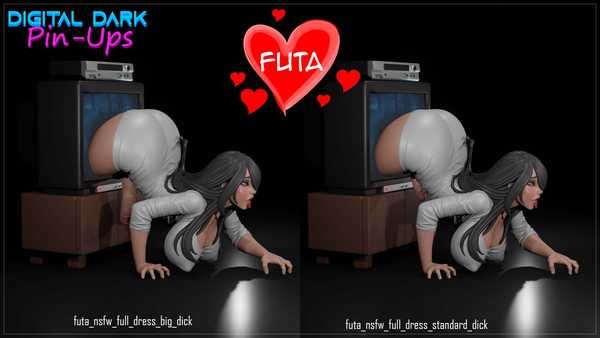 DIGITAL DARK
Pin-Ups
FUTA
futa_nsfw_full_dress_big_dick
futa_nsfw_full_dress_standard_dick